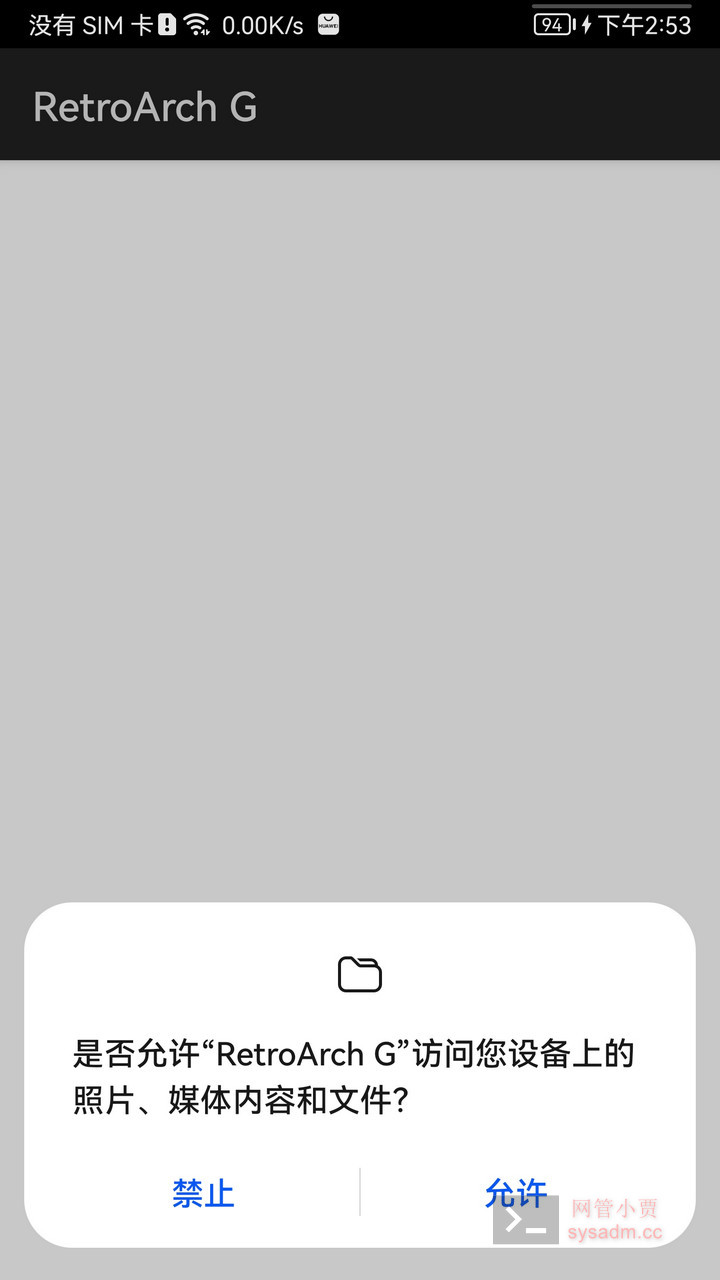 没有 SIM 卡 0.00K/s HUAWEI 94 下午2:53
RetroArch G
是否允许“RetroArch G”访问您设备上的
照片、媒体内容和文件？
禁止 允许
网管小贾
sysadm.cc